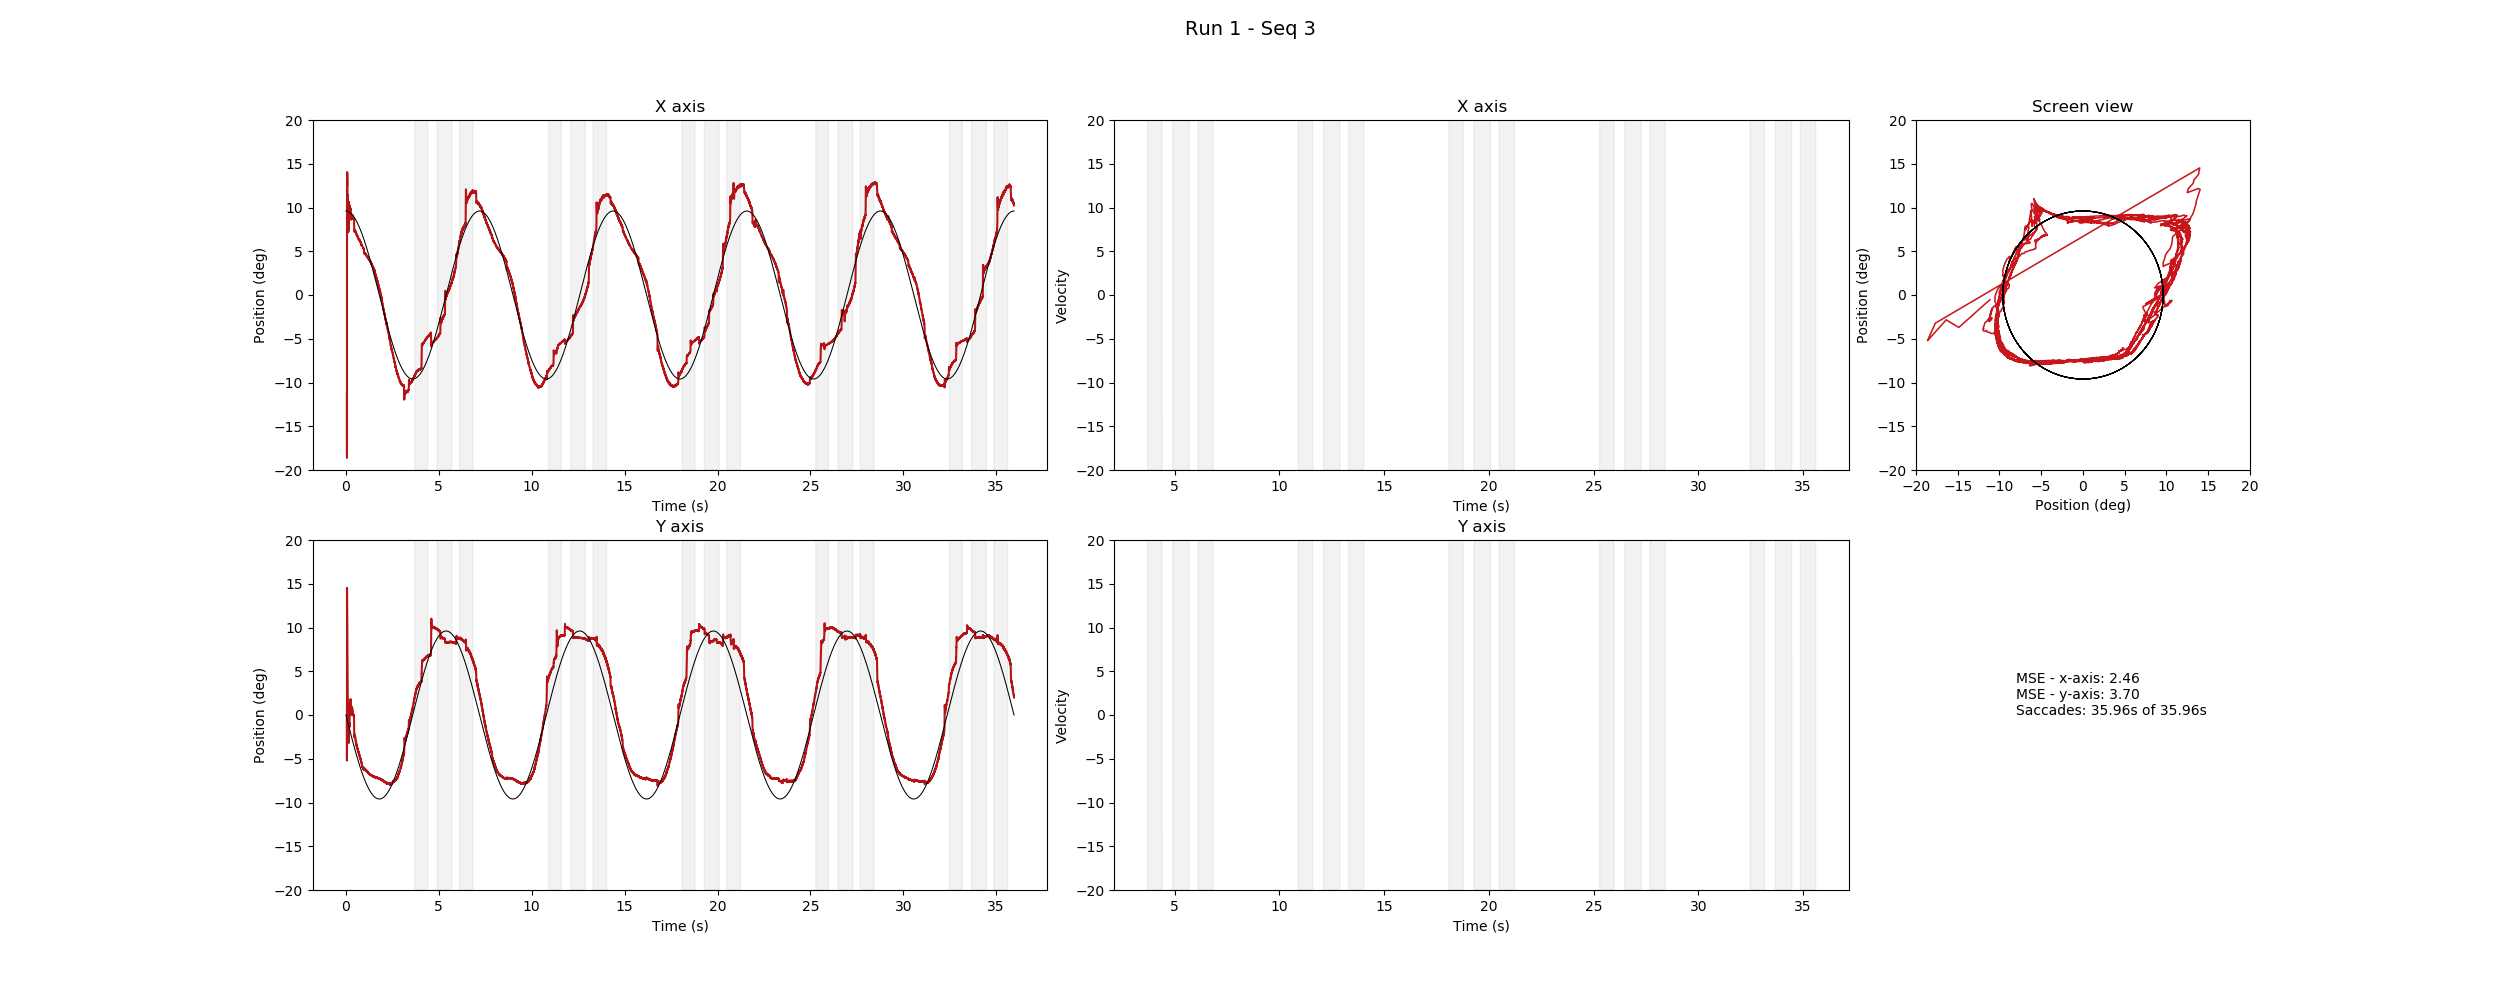 Run 1 - Seq 3
X axis
20
15
10
5
0
−5
−10
−15
−20
Position (deg)
0 5 10 15 20 25 30 35
Time (s)
X axis
20
15
10
5
0
−5
−10
−15
−20
Velocity
5 10 15 20 25 30 35
Time (s)
Screen view
20
15
10
5
0
−5
−10
−15
−20
Position (deg)
−20 −15 −10 −5 0 5 10 15 20
Position (deg)
Y axis
20
15
10
5
0
−5
−10
−15
−20
Position (deg)
0 5 10 15 20 25 30 35
Time (s)
Y axis
20
15
10
5
0
−5
−10
−15
−20
Velocity
5 10 15 20 25 30 35
Time (s)
MSE - x-axis: 2.46
MSE - y-axis: 3.70
Saccades: 35.96s of 35.96s